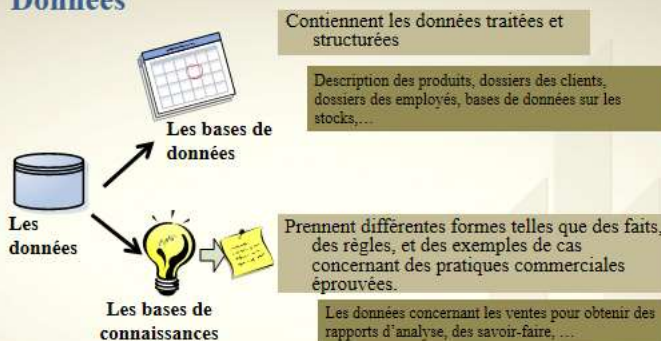 Données
Contiennent les données traitées et
structurées
Description des produits, dossiers des clients,
dossiers des employés, bases de données sur les
stocks,…
Les bases de
données
Les
données
Prennent différentes formes telles que des faits,
des règles, et des exemples de cas
concernant des pratiques commerciales
éprouvées.
Les bases de
connaissances
Les données concernant les ventes pour obtenir des
rapports d’analyse, des savoir-faire, …